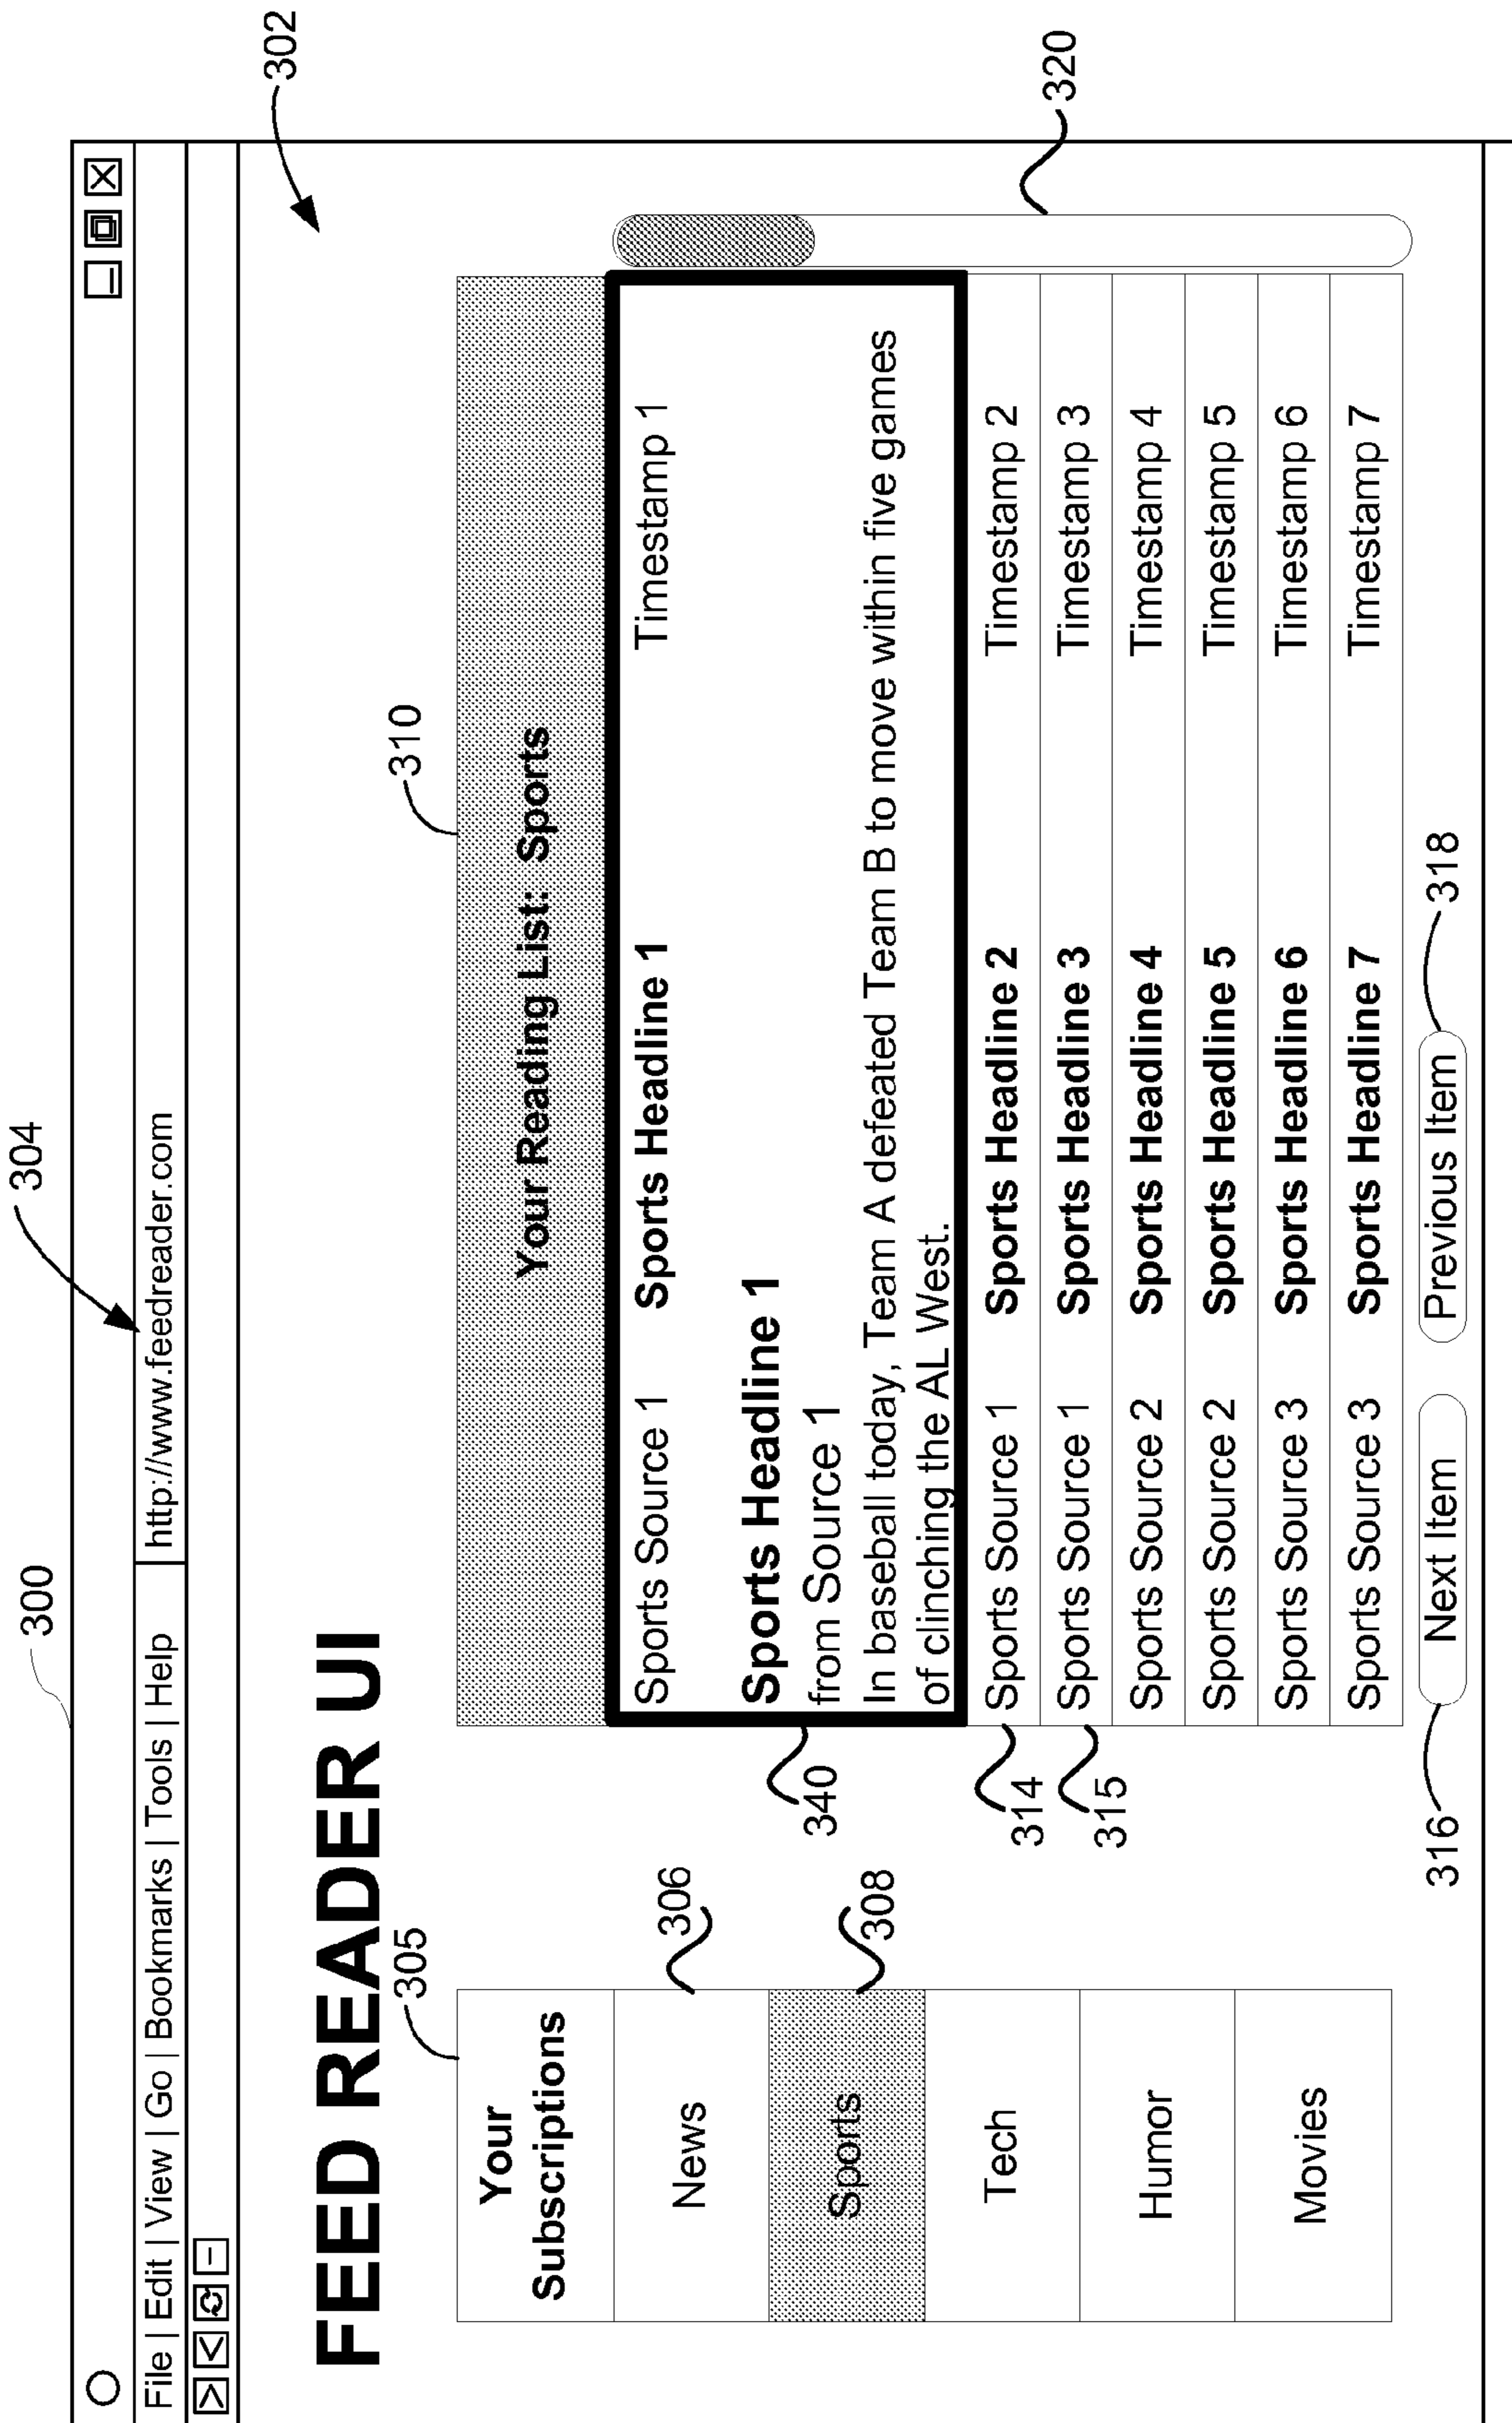 300
304
302
File | Edit | View | Go | Bookmarks | Tools | Help
http://www.feedreader.com
FEED READER UI
305
310
Your
Subscriptions
News
306
Sports
308
Tech
Humor
Movies
Your Reading List: Sports
Sports Source 1 Sports Headline 1 Timestamp 1
Sports Headline 1
from Source 1
In baseball today, Team A defeated Team B to move within five games
of clinching the AL West.
340
320
Sports Source 1 Sports Headline 2 Timestamp 2
314
Sports Source 1 Sports Headline 3 Timestamp 3
315
Sports Source 2 Sports Headline 4 Timestamp 4
Sports Source 2 Sports Headline 5 Timestamp 5
Sports Source 3 Sports Headline 6 Timestamp 6
Sports Source 3 Sports Headline 7 Timestamp 7
316
Next Item
Previous Item
318